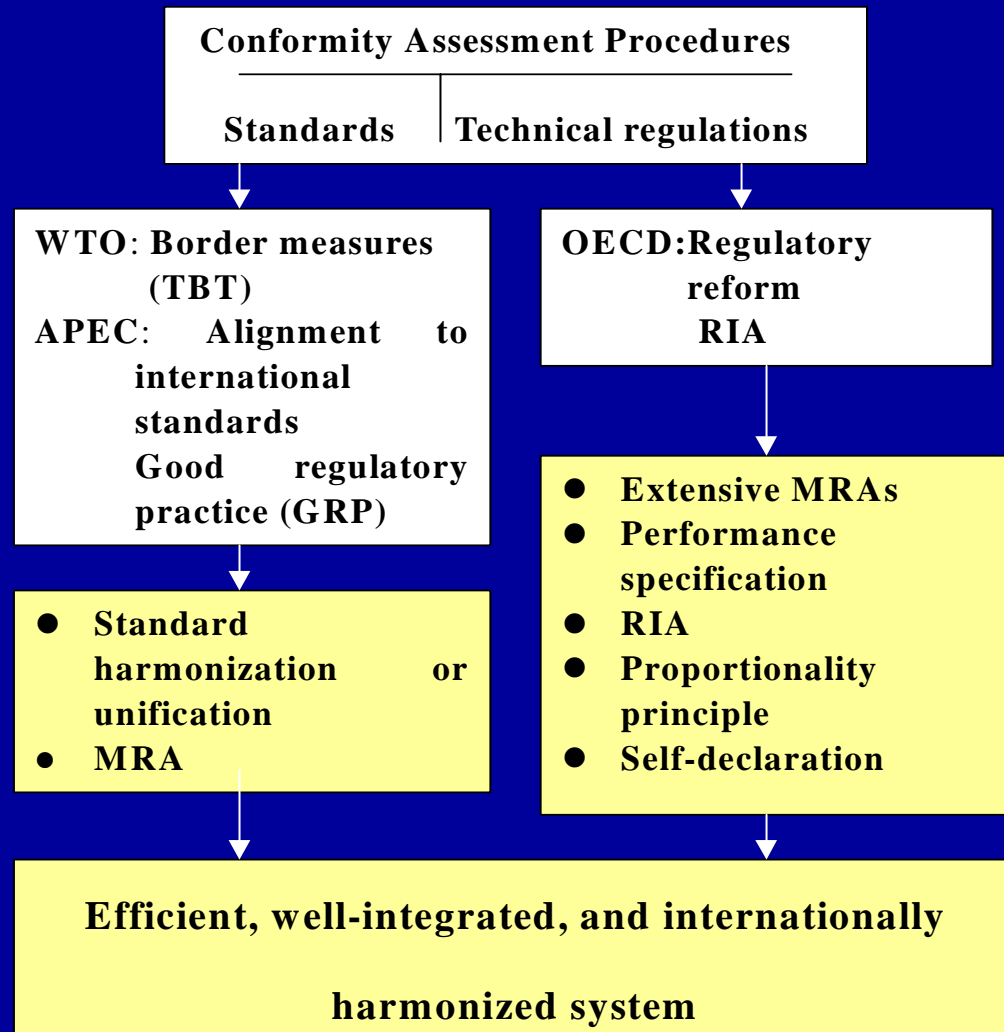 Conformity Assessment Procedures
Standards
Technical regulations
WTO: Border measures
(TBT)
APEC: Alignment to
international
standards
Good regulatory
practice (GRP)
OECD:Regulatory
reform
RIA
● Standard
harmonization or
unification
● MRA
● Extensive MRAs
● Performance
specification
● RIA
● Proportionality
principle
● Self-declaration
Efficient, well-integrated, and internationally
harmonized system